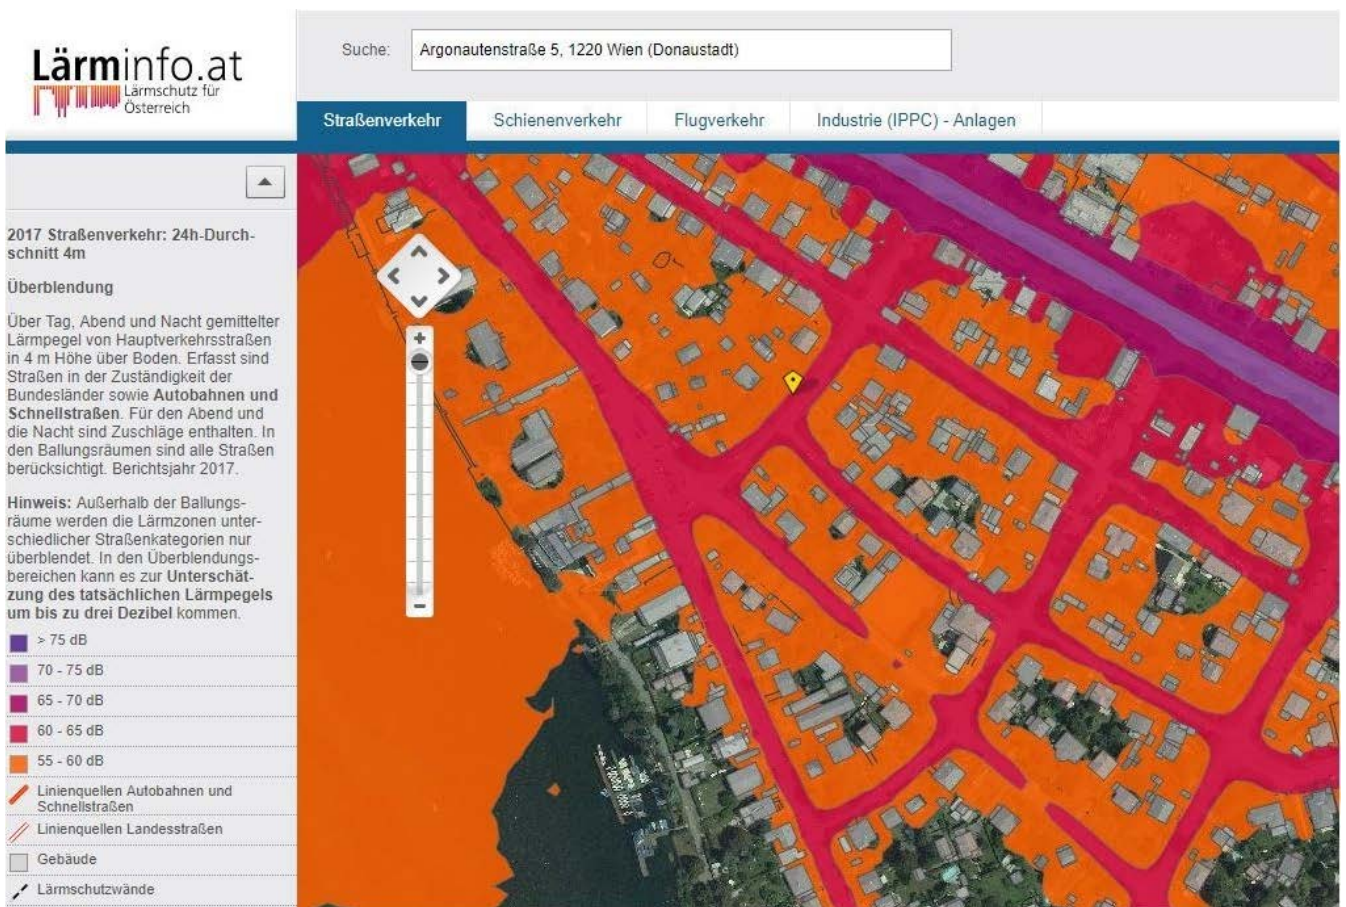 Lärminfo.at
Lärmschutz für
Österreich
Suche:
Argonautenstraße 5, 1220 Wien (Donaustadt)
Straßenverkehr
Schienenverkehr
Flugverkehr
Industrie (IPPC) - Anlagen
2017 Straßenverkehr: 24h-Durch-
schnitt 4m
Überblendung
Über Tag, Abend und Nacht gemittelter
Lärmpegel von Hauptverkehrsstraßen
in 4 m Höhe über Boden. Erfasst sind
Straßen in der Zuständigkeit der
Bundesländer sowie Autobahnen und
Schnellstraßen. Für den Abend und
die Nacht sind Zuschläge enthalten. In
den Ballungsräumen sind alle Straßen
berücksichtigt. Berichtsjahr 2017.
Hinweis: Außerhalb der Ballungs-
räume werden die Lärmzonen unter-
schiedlicher Straßenkategorien nur
überblendet. In den Überblendungs-
bereichen kann es zur Unterschät-
zung des tatsächlichen Lärmpegels
um bis zu drei Dezibel kommen.
> 75 dB
70 - 75 dB
65 - 70 dB
60 - 65 dB
55 - 60 dB
Linienquellen Autobahnen und
Schnellstraßen
Linienquellen Landesstraßen
Gebäude
Lärmschutzwände